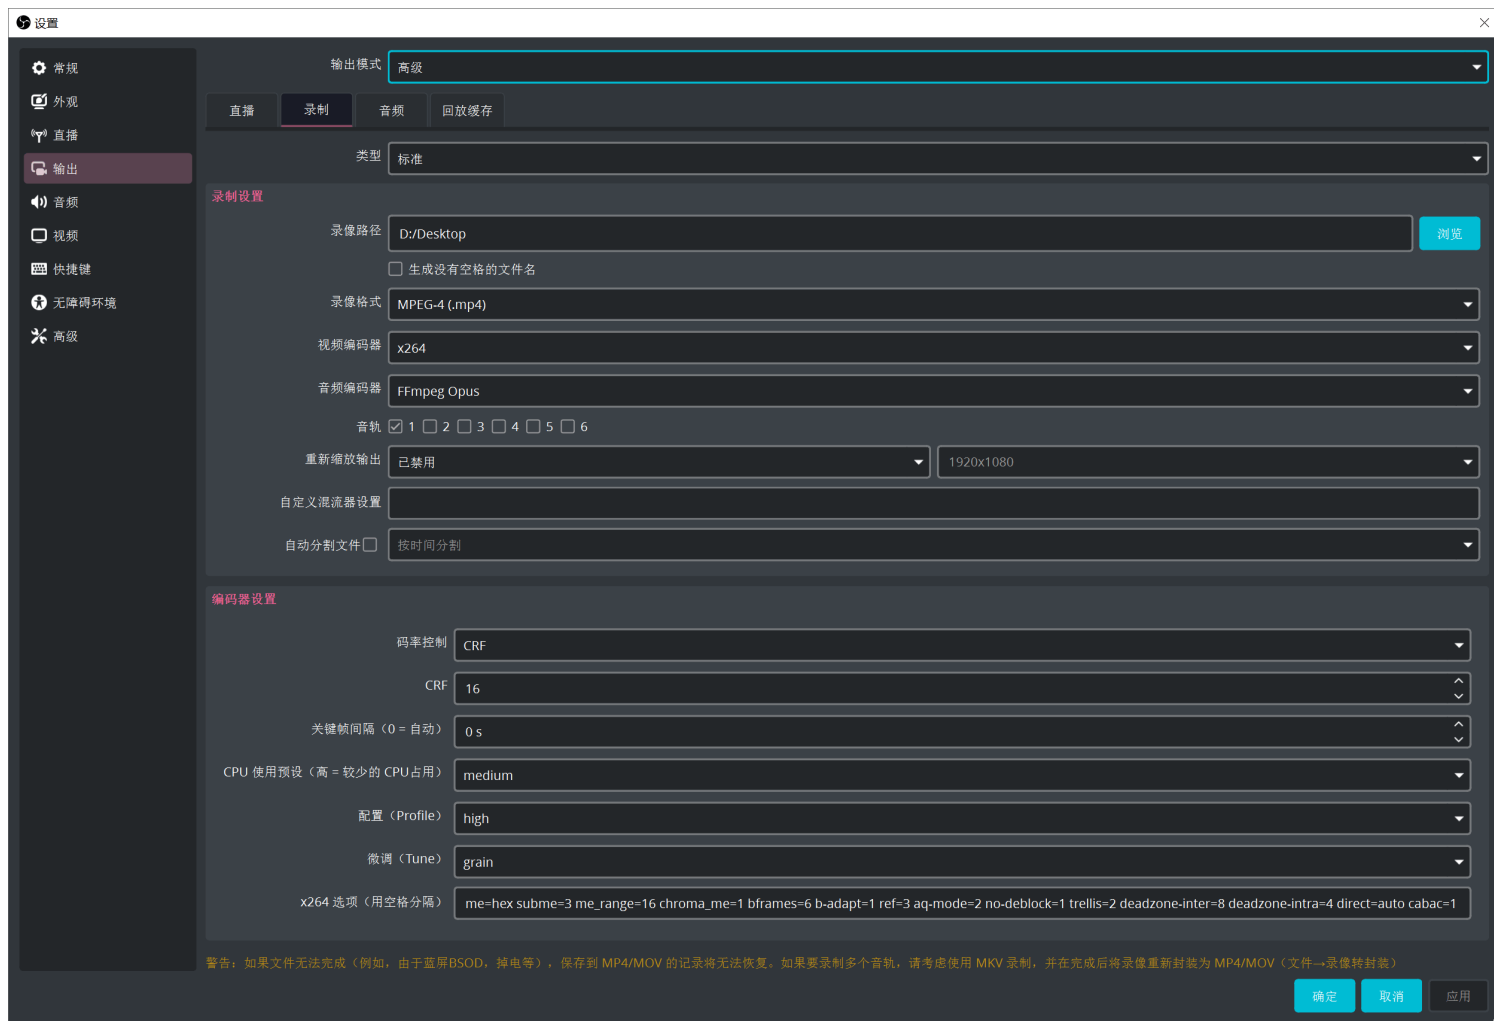 设置
常规
外观
直播
输出
音频
视频
快捷键
无障碍环境
高级
输出模式 高级
直播 录制 音频 回放缓存
类型 标准
录制设置
录像路径 D:/Desktop 浏览
生成没有空格的文件名
录像格式 MPEG-4 (.mp4)
视频编码器 x264
音频编码器 FFmpeg Opus
音轨 1 2 3 4 5 6
重新缩放输出 已禁用 1920x1080
自定义混流器设置
自动分割文件 按时间分割
编码器设置
码率控制 CRF
CRF 16
关键帧间隔（0 = 自动） 0 s
CPU 使用预设（高 = 较少的 CPU占用） medium
配置（Profile） high
微调（Tune） grain
x264 选项（用空格分隔） me=hex subme=3 me_range=16 chroma_me=1 bframes=6 b-adapt=1 ref=3 aq-mode=2 no-deblock=1 trellis=2 deadzone-inter=8 deadzone-intra=4 direct=auto cabac=1
警告：如果文件无法完成（例如，由于蓝屏BSOD，掉电等），保存到 MP4/MOV 的记录将无法恢复。如果要录制多个音轨，请考虑使用 MKV 录制，并在完成后将录像重新封装为 MP4/MOV（文件→录像转封装）
确定 取消 应用